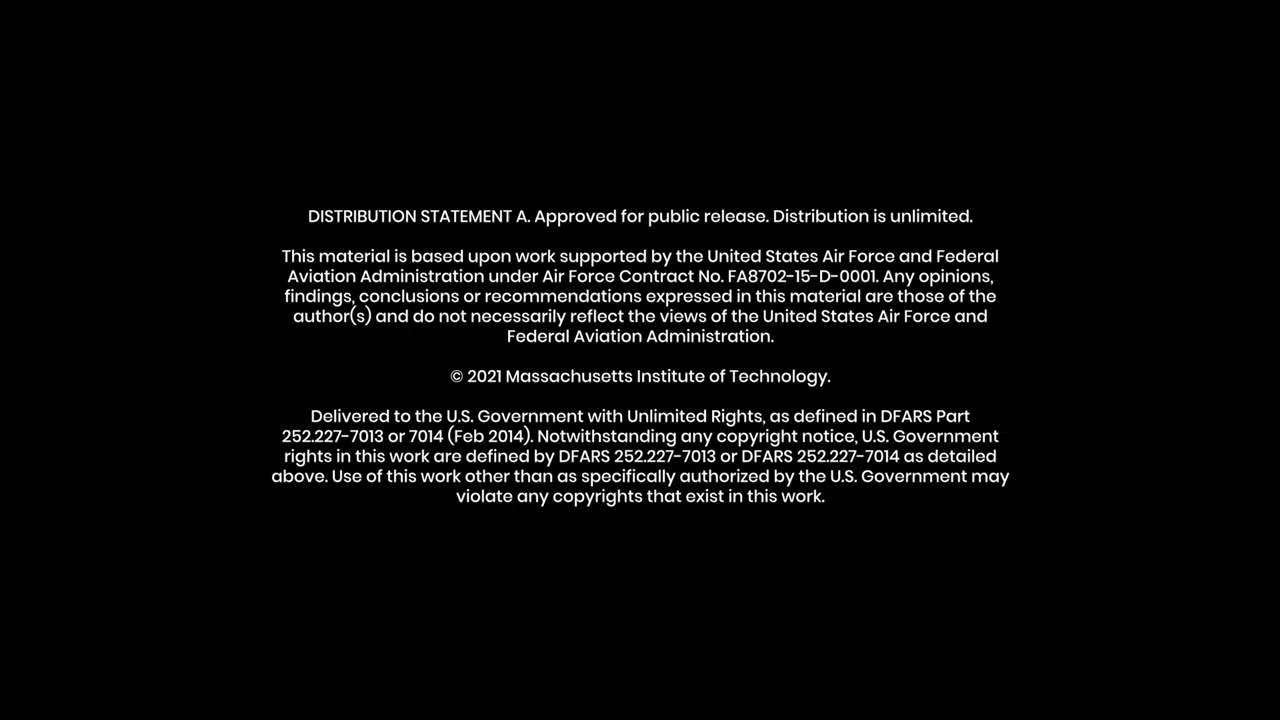 DISTRIBUTION STATEMENT A. Approved for public release. Distribution is unlimited.
This material is based upon work supported by the United States Air Force and Federal
Aviation Administration under Air Force Contract No. FA8702-15-D-0001. Any opinions,
findings, conclusions or recommendations expressed in this material are those of the
author(s) and do not necessarily reflect the views of the United States Air Force and
Federal Aviation Administration.
© 2021 Massachusetts Institute of Technology.
Delivered to the U.S. Government with Unlimited Rights, as defined in DFARS Part
252.227-7013 or 7014 (Feb 2014). Notwithstanding any copyright notice, U.S. Government
rights in this work are defined by DFARS 252.227-7013 or DFARS 252.227-7014 as detailed
above. Use of this work other than as specifically authorized by the U.S. Government may
violate any copyrights that exist in this work.